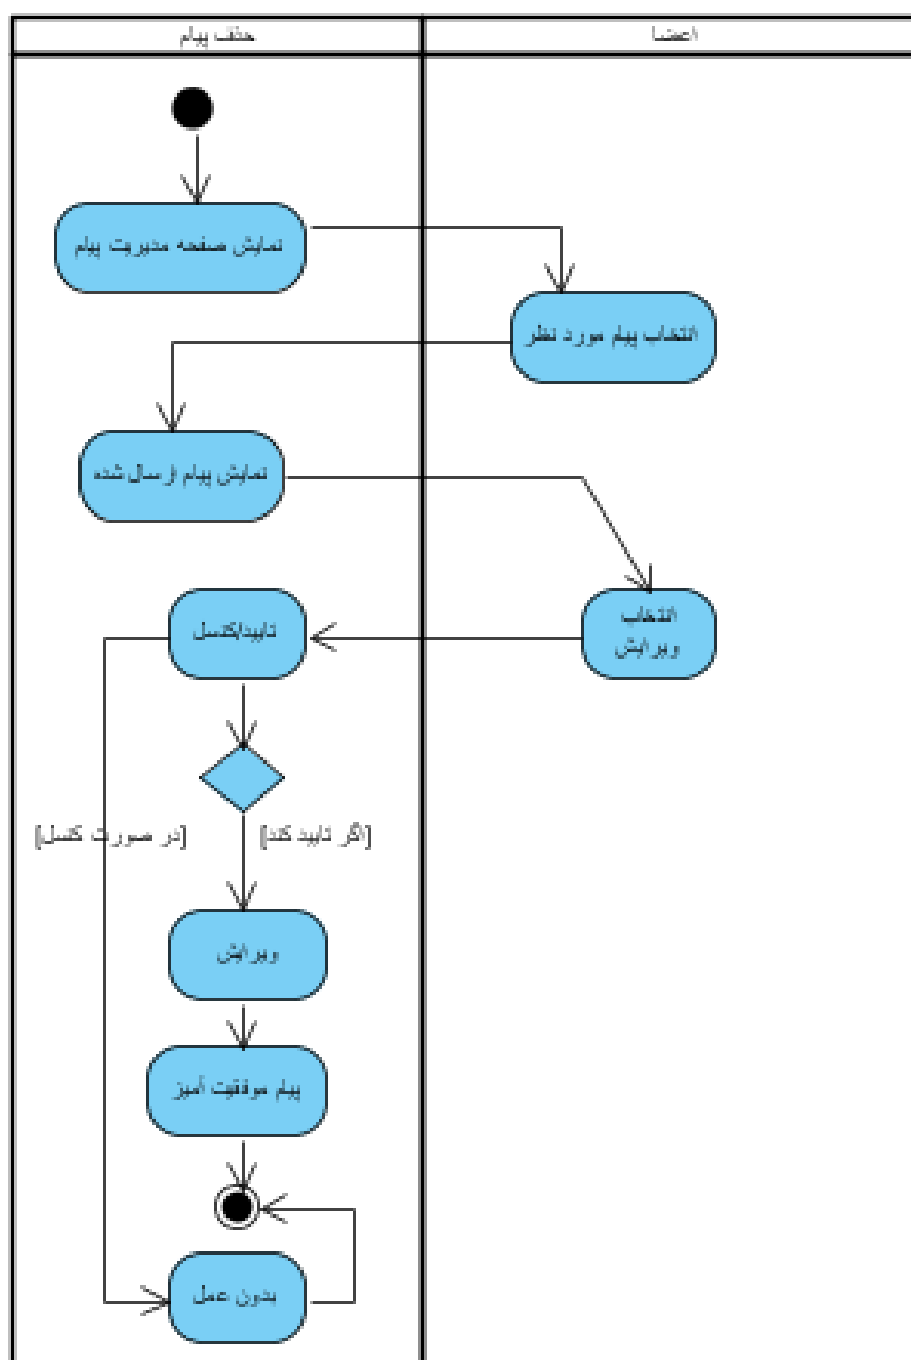 اعضا
حذف پیام
نمایش صفحه مدیریت پیام
انتخاب پیام مورد نظر
نمایش پیام ارسال شده
انتخاب
ویرایش
تایید/کنسل
[اگر تایید کند]
[در صورت کنسل]
ویرایش
پیام موفقیت آمیز
بدون عمل